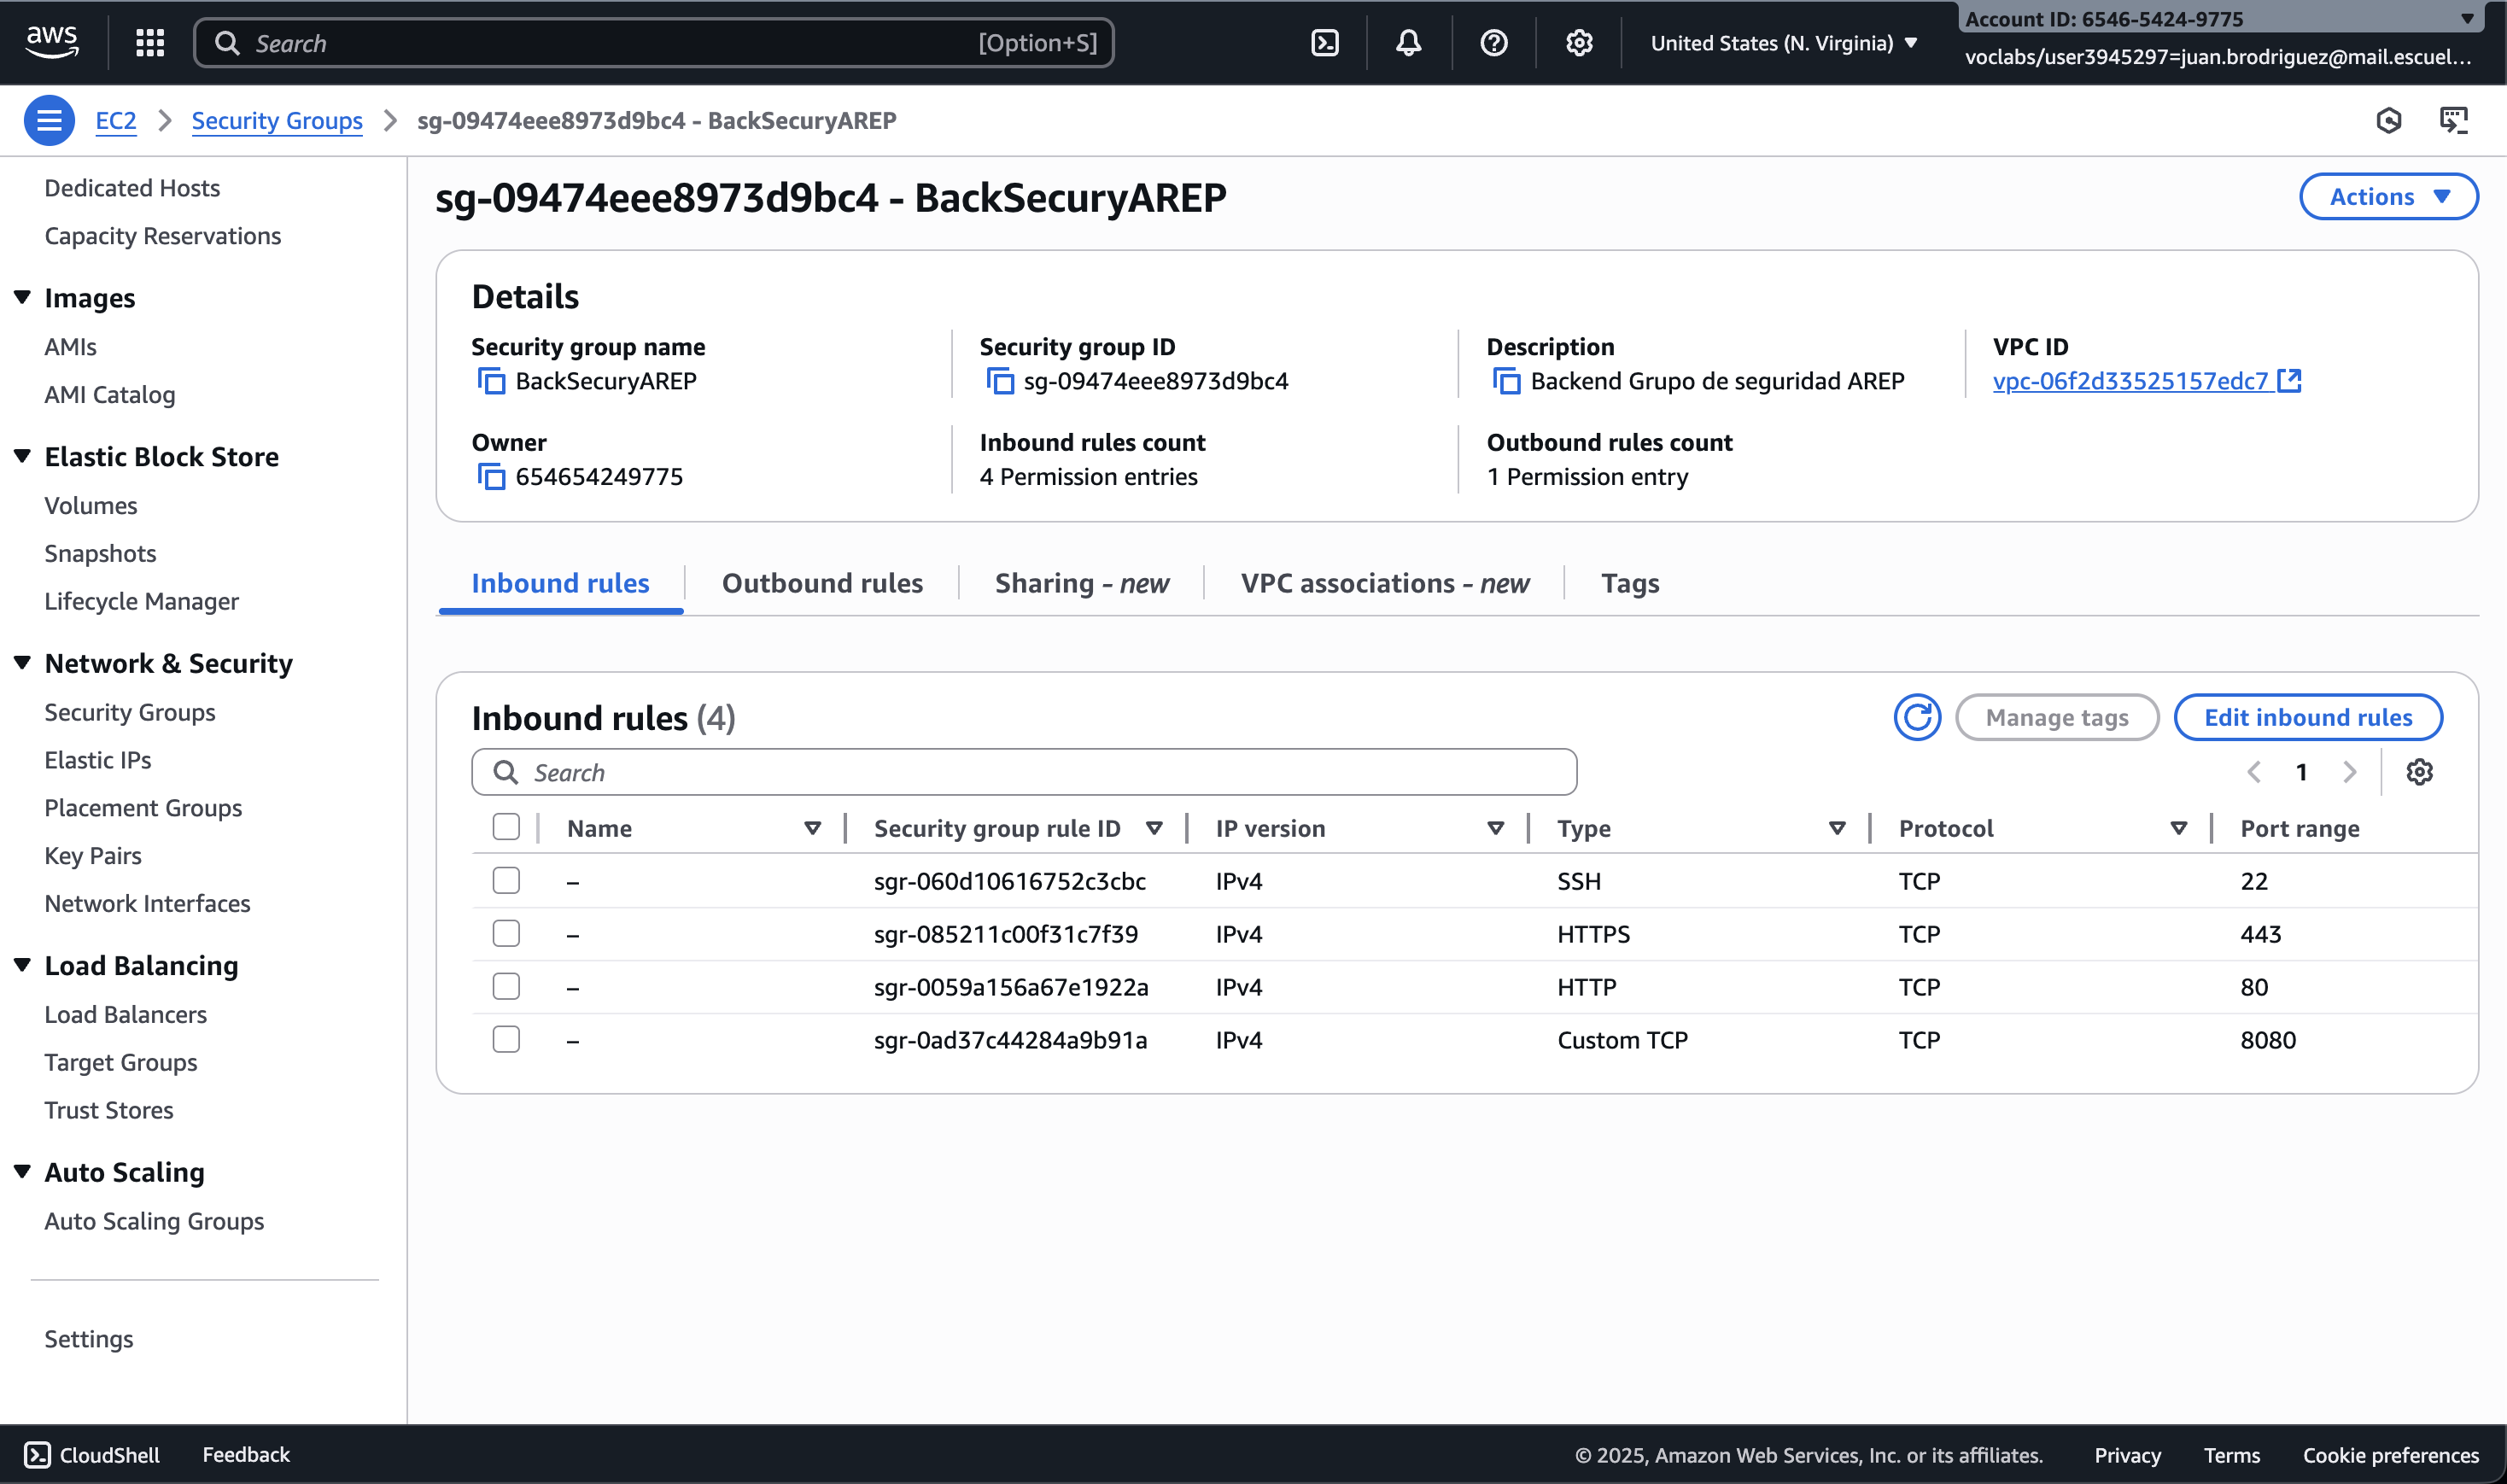 aws
Search [Option+S]
United States (N. Virginia)
Account ID: 6546-5424-9775
voclabs/user3945297=juan.brodriguez@mail.escuel...
EC2 Security Groups sg-09474eee8973d9bc4 - BackSecuryAREP
Dedicated Hosts
Capacity Reservations
Images
AMIs
AMI Catalog
Elastic Block Store
Volumes
Snapshots
Lifecycle Manager
Network & Security
Security Groups
Elastic IPs
Placement Groups
Key Pairs
Network Interfaces
Load Balancing
Load Balancers
Target Groups
Trust Stores
Auto Scaling
Auto Scaling Groups
Settings
sg-09474eee8973d9bc4 - BackSecuryAREP
Actions
Details
Security group name
BackSecuryAREP
Security group ID
sg-09474eee8973d9bc4
Description
Backend Grupo de seguridad AREP
VPC ID
vpc-06f2d33525157edc7
Owner
654654249775
Inbound rules count
4 Permission entries
Outbound rules count
1 Permission entry
Inbound rules Outbound rules Sharing - new VPC associations - new Tags
Inbound rules (4)
Manage tags
Edit inbound rules
Search
1
Name Security group rule ID IP version Type Protocol Port range
– sgr-060d10616752c3cbc IPv4 SSH TCP 22
– sgr-085211c00f31c7f39 IPv4 HTTPS TCP 443
– sgr-0059a156a67e1922a IPv4 HTTP TCP 80
– sgr-0ad37c44284a9b91a IPv4 Custom TCP TCP 8080
CloudShell Feedback
© 2025, Amazon Web Services, Inc. or its affiliates. Privacy Terms Cookie preferences